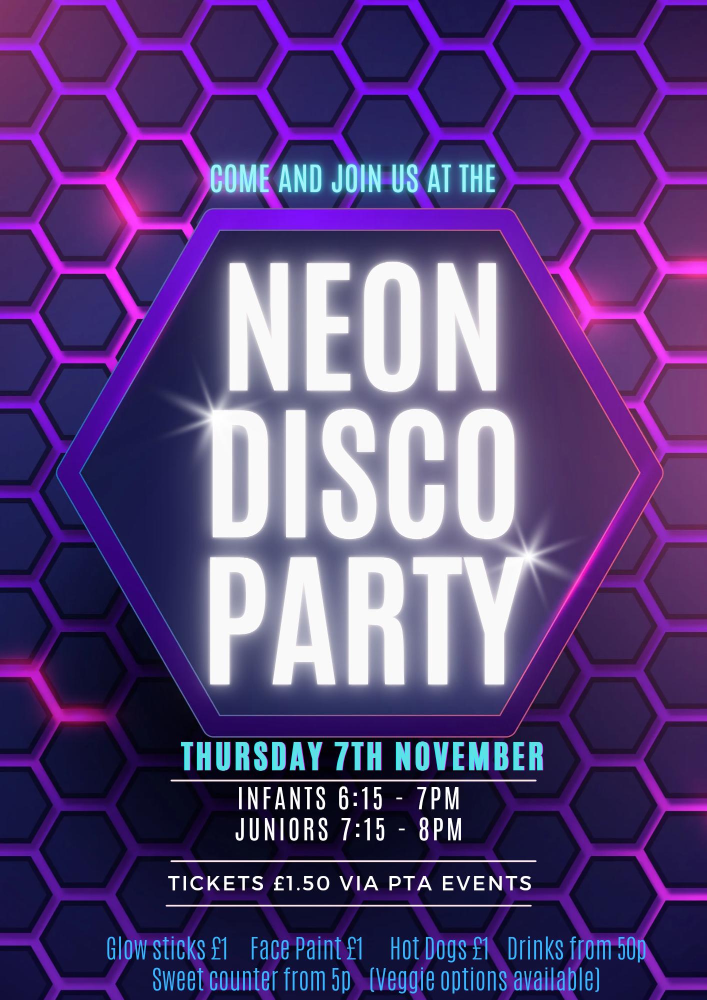 COME AND JOIN US AT THE
NEON
DISCO
PARTY
THURSDAY 7TH NOVEMBER
INFANTS 6:15 - 7PM
JUNIORS 7:15 - 8PM
TICKETS £1.50 VIA PTA EVENTS
Glow sticks £1 Face Paint £1 Hot Dogs £1 Drinks from 50p
Sweet counter from 5p (Veggie options available)